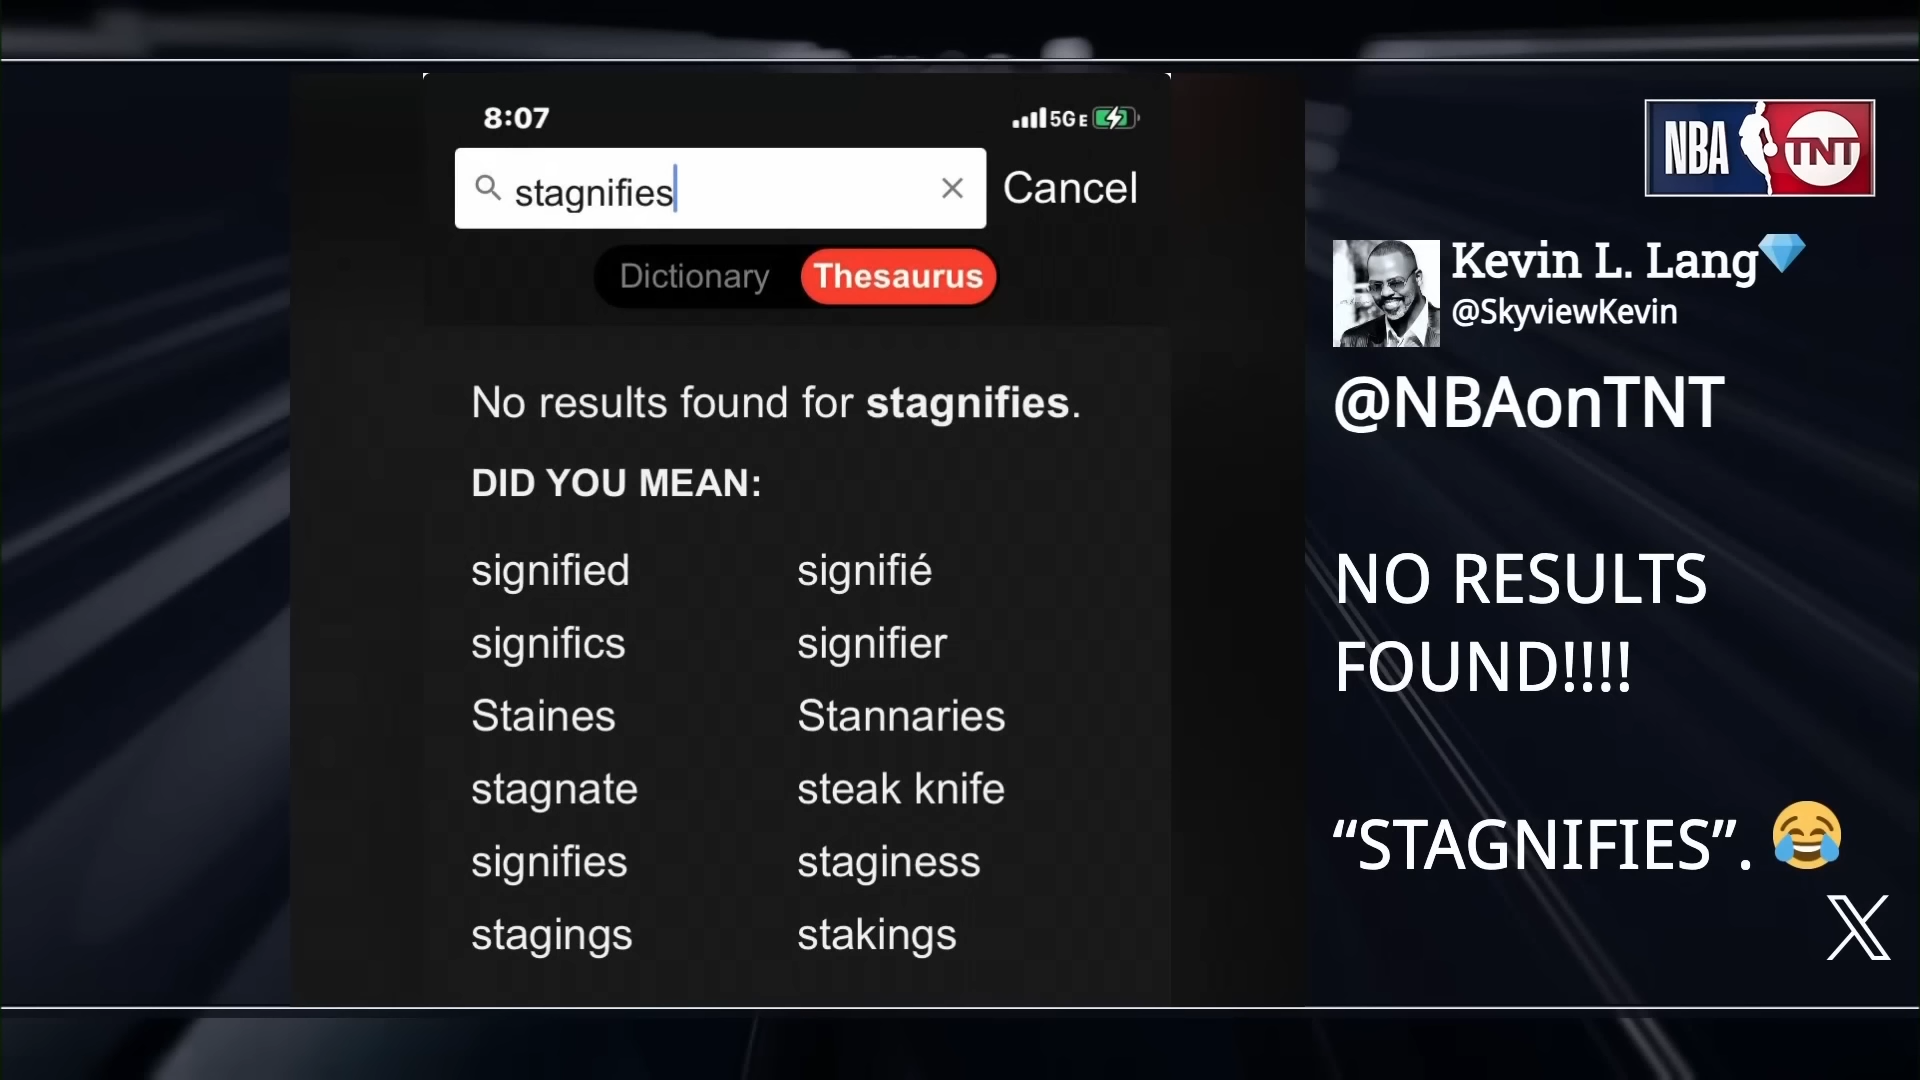 8:07
5GE
stagnifies
Cancel
Dictionary
Thesaurus
No results found for stagnifies.
DID YOU MEAN:
signified
signifié
significs
signifier
Staines
Stannaries
stagnate
steak knife
signifies
staginess
stagings
stakings
NBA TNT
Kevin L. Lang💎
@SkyviewKevin
@NBAonTNT
NO RESULTS
FOUND!!!!
“STAGNIFIES”. 😂